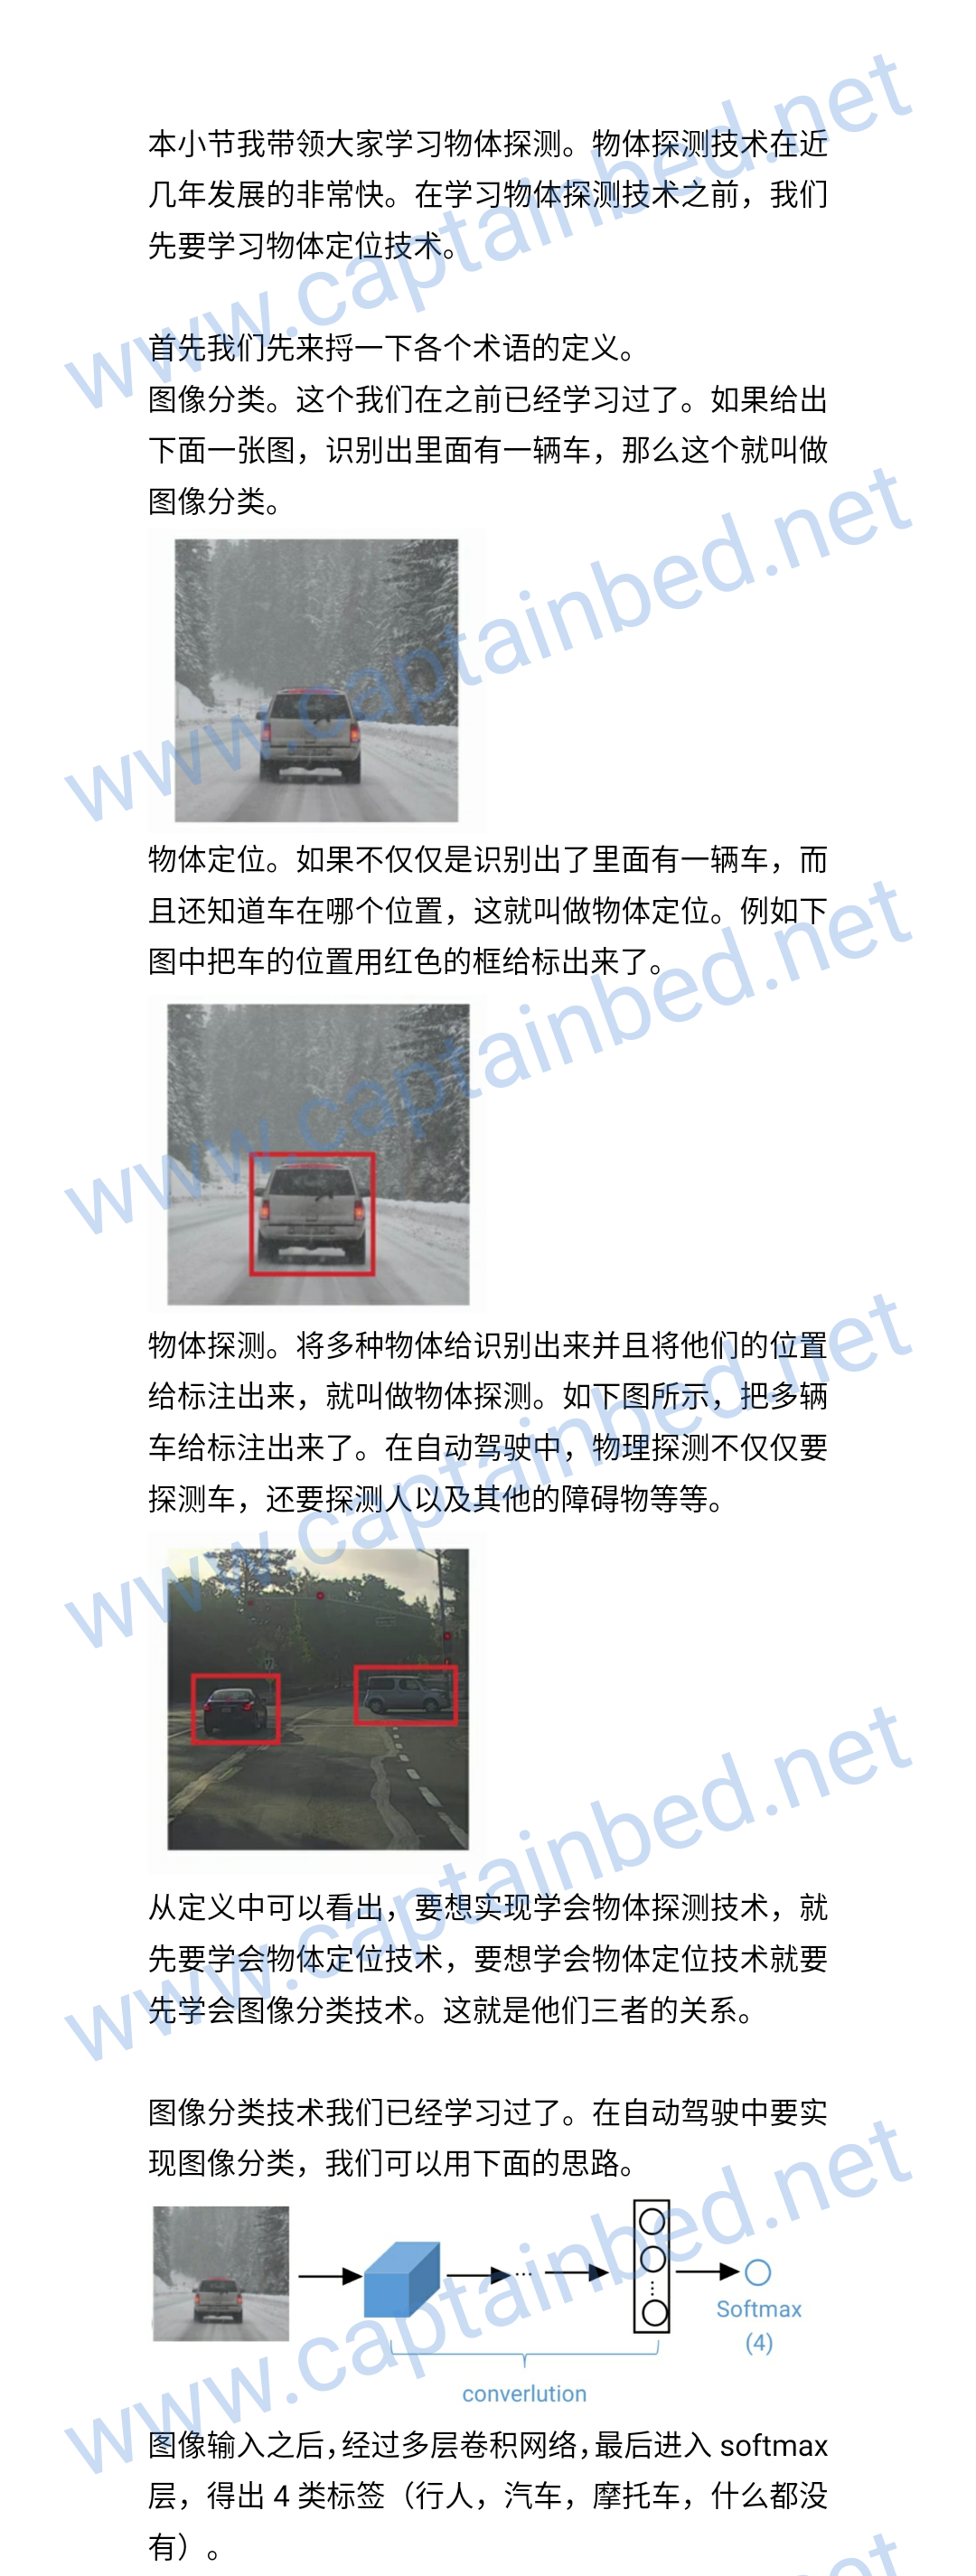 本小节我带领大家学习物体探测。物体探测技术在近
几年发展的非常快。在学习物体探测技术之前，我们
先要学习物体定位技术。
首先我们先来捋一下各个术语的定义。
图像分类。这个我们在之前已经学习过了。如果给出
下面一张图，识别出里面有一辆车，那么这个就叫做
图像分类。
物体定位。如果不仅仅是识别出了里面有一辆车，而
且还知道车在哪个位置，这就叫做物体定位。例如下
图中把车的位置用红色的框给标出来了。
物体探测。将多种物体给识别出来并且将他们的位置
给标注出来，就叫做物体探测。如下图所示，把多辆
车给标注出来了。在自动驾驶中，物理探测不仅仅要
探测车，还要探测人以及其他的障碍物等等。
从定义中可以看出，要想实现学会物体探测技术，就
先要学会物体定位技术，要想学会物体定位技术就要
先学会图像分类技术。这就是他们三者的关系。
图像分类技术我们已经学习过了。在自动驾驶中要实
现图像分类，我们可以用下面的思路。
...
Softmax
(4)
converlution
图像输入之后，经过多层卷积网络，最后进入 softmax
层，得出 4 类标签（行人，汽车，摩托车，什么都没
有）。
www.captainbed.net
www.captainbed.net
www.captainbed.net
www.captainbed.net
www.captainbed.net
www.captainbed.net